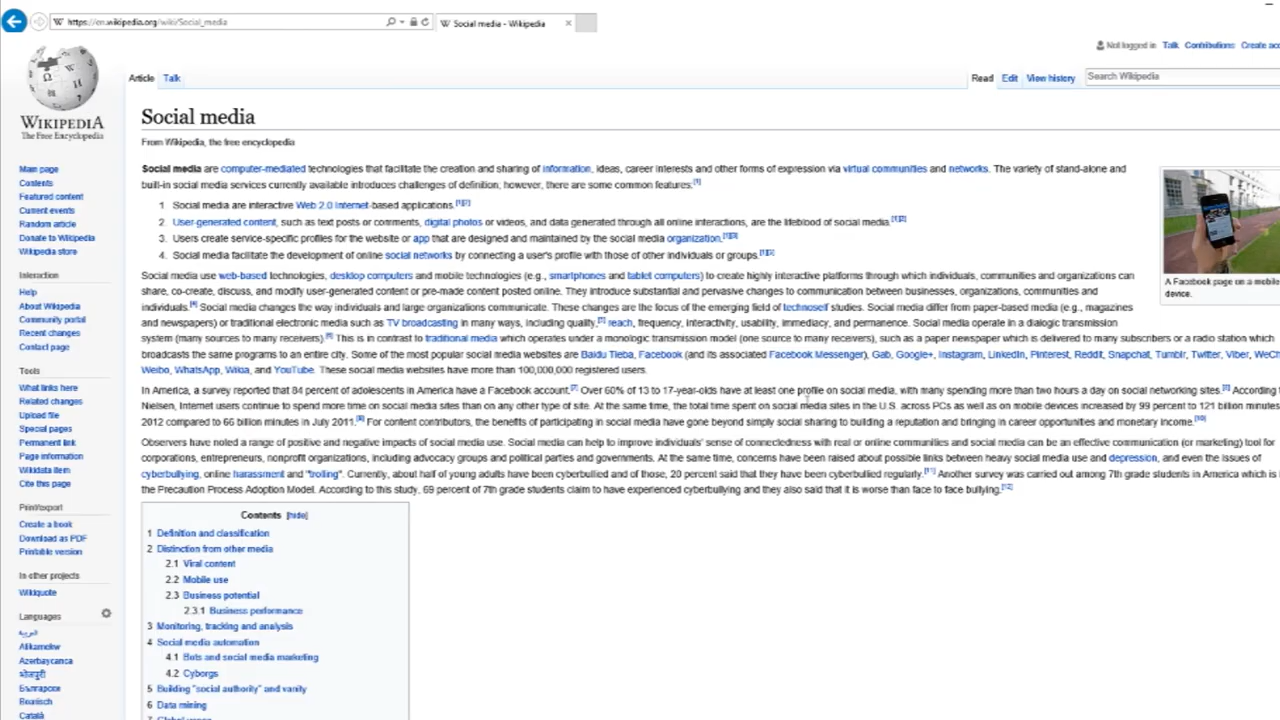 https://en.wikipedia.org/wiki/Social_media
Social media - Wikipedia
Not logged in Talk Contributions Create acc
WIKIPEDIA
The Free Encyclopedia
Article Talk
Read Edit View history
Search Wikipedia
Social media
From Wikipedia, the free encyclopedia
Social media are computer-mediated technologies that facilitate the creation and sharing of information, ideas, career interests and other forms of expression via virtual communities and networks. The variety of stand-alone and
built-in social media services currently available introduces challenges of definition; however, there are some common features:[1]
1 Social media are interactive Web 2.0 Internet-based applications.[1][2]
2. User-generated content, such as text posts or comments, digital photos or videos, and data generated through all online interactions, are the lifeblood of social media.[1][2]
3. Users create service-specific profiles for the website or app that are designed and maintained by the social media organization.[1][3]
4. Social media facilitate the development of online social networks by connecting a user's profile with those of other individuals or groups.[1][3]
Social media use web-based technologies, desktop computers and mobile technologies (e.g., smartphones and tablet computers) to create highly interactive platforms through which individuals, communities and organizations can
share, co-create, discuss, and modify user-generated content or pre-made content posted online. They introduce substantial and pervasive changes to communication between businesses, organizations, communities and
individuals.[4] Social media changes the way individuals and large organizations communicate. These changes are the focus of the emerging field of technoself studies. Social media differ from paper-based media (e.g., magazines
and newspapers) or traditional electronic media such as TV broadcasting in many ways, including quality,[5] reach, frequency, interactivity, usability, immediacy, and permanence. Social media operate in a dialogic transmission
system (many sources to many receivers).[6] This is in contrast to traditional media which operates under a monologic transmission model (one source to many receivers), such as a paper newspaper which is delivered to many subscribers or a radio station which
broadcasts the same programs to an entire city. Some of the most popular social media websites are Baidu Tieba, Facebook (and its associated Facebook Messenger), Gab, Google+, Instagram, LinkedIn, Pinterest, Reddit, Snapchat, Tumblr, Twitter, Viber, WeCh
Weibo, WhatsApp, Wikia, and YouTube. These social media websites have more than 100,000,000 registered users.
In America, a survey reported that 84 percent of adolescents in America have a Facebook account.[7] Over 60% of 13 to 17-year-olds have at least one profile on social media, with many spending more than two hours a day on social networking sites.[8] According t
Nielsen, Internet users continue to spend more time on social media sites than on any other type of site. At the same time, the total time spent on social media sites in the U.S. across PCs as well as on mobile devices increased by 99 percent to 121 billion minutes
2012 compared to 66 billion minutes in July 2011.[9] For content contributors, the benefits of participating in social media have gone beyond simply social sharing to building a reputation and bringing in career opportunities and monetary income.[10]
Observers have noted a range of positive and negative impacts of social media use. Social media can help to improve individuals' sense of connectedness with real or online communities and social media can be an effective communication (or marketing) tool for
corporations, entrepreneurs, nonprofit organizations, including advocacy groups and political parties and governments. At the same time, concerns have been raised about possible links between heavy social media use and depression, and even the issues of
cyberbullying, online harassment and "trolling". Currently, about half of young adults have been cyberbullied and of those, 20 percent said that they have been cyberbullied regularly.[11] Another survey was carried out among 7th grade students in America which is
the Precaution Process Adoption Model. According to this study, 69 percent of 7th grade students claim to have experienced cyberbullying and they also said that it is worse than face to face bullying.[12]
A Facebook page on a mobile
device.
Contents [hide]
1 Definition and classification
2 Distinction from other media
2.1 Viral content
2.2 Mobile use
2.3 Business potential
2.3.1 Business performance
3 Monitoring, tracking and analysis
4 Social media automation
4.1 Bots and social media marketing
4.2 Cyborgs
5 Building "social authority" and vanity
6 Data mining
7 Global usage
Main page
Contents
Featured content
Current events
Random article
Donate to Wikipedia
Wikipedia store
Interaction
Help
About Wikipedia
Community portal
Recent changes
Contact page
Tools
What links here
Related changes
Upload file
Special pages
Permanent link
Page information
Wikidata item
Cite this page
Print/export
Create a book
Download as PDF
Printable version
In other projects
Wikiquote
Languages
العربية
Azərbaycanca
भोजपुरी
Български
Català